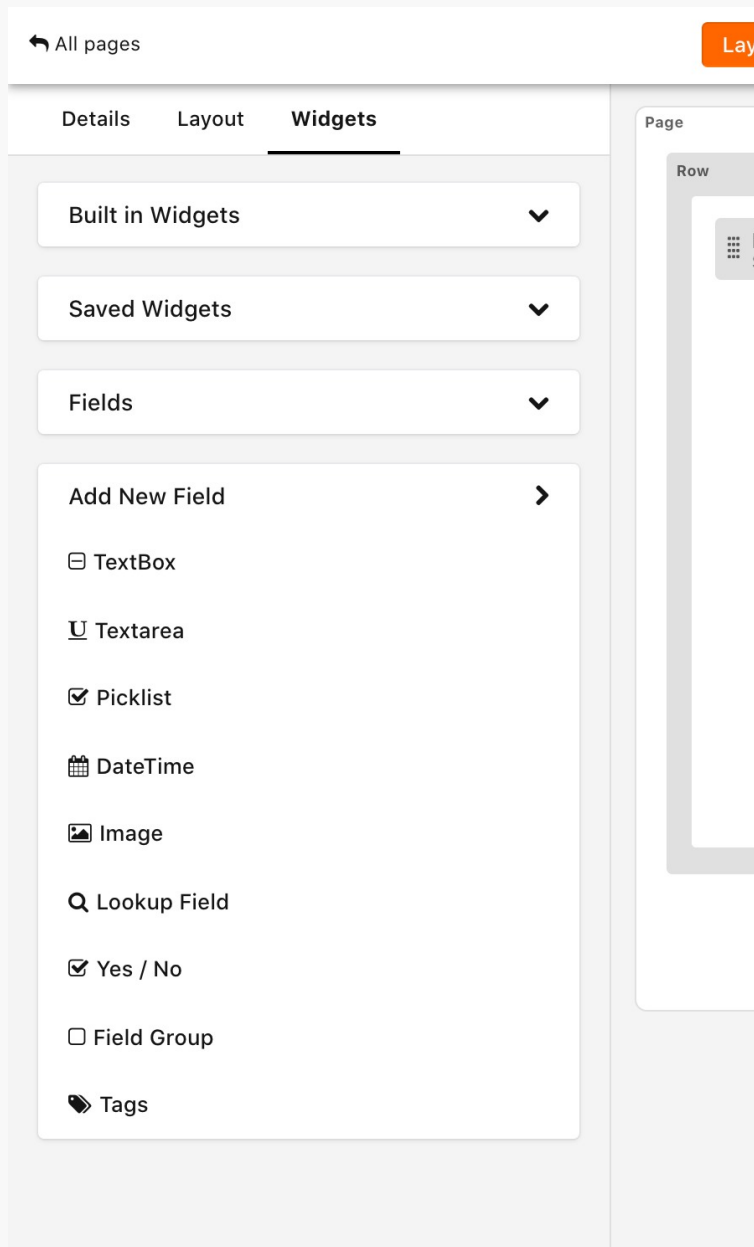 All pages
Lay
Details Layout Widgets
Page
Row
Built in Widgets
Saved Widgets
Fields
Add New Field
TextBox
Textarea
Picklist
DateTime
Image
Lookup Field
Yes / No
Field Group
Tags